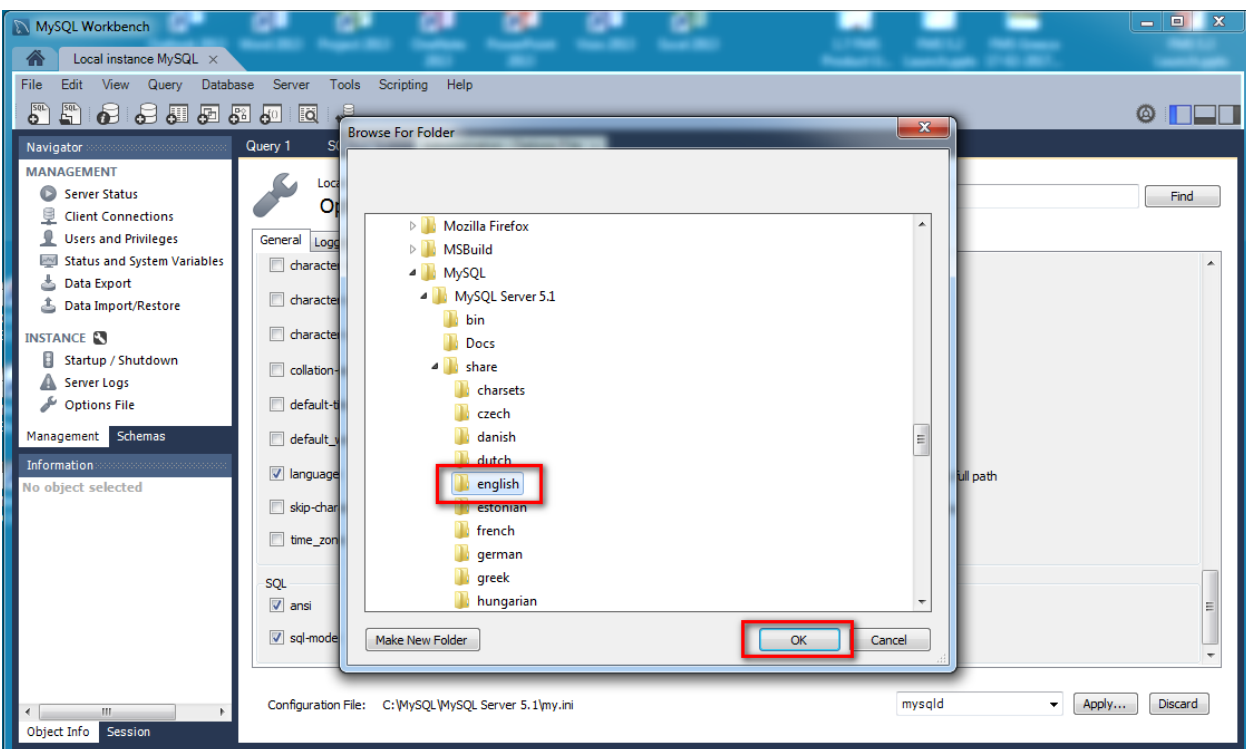 MySQL Workbench
Local instance MySQL
File Edit View Query Database Server Tools Scripting Help
Browse For Folder
Navigator
Query 1
MANAGEMENT
Server Status
Client Connections
Users and Privileges
Status and System Variables
Data Export
Data Import/Restore
INSTANCE
Startup / Shutdown
Server Logs
Options File
Management Schemas
Information
No object selected
Object Info Session
Find
General
ansi
language
SQL
full path
Mozilla Firefox
MSBuild
MySQL
MySQL Server 5.1
bin
Docs
share
charsets
czech
danish
dutch
english
estonian
french
german
greek
hungarian
Make New Folder OK Cancel
sql-mode
Configuration File: C:\MySQL\MySQL Server 5.1\my.ini mysqld Apply... Discard